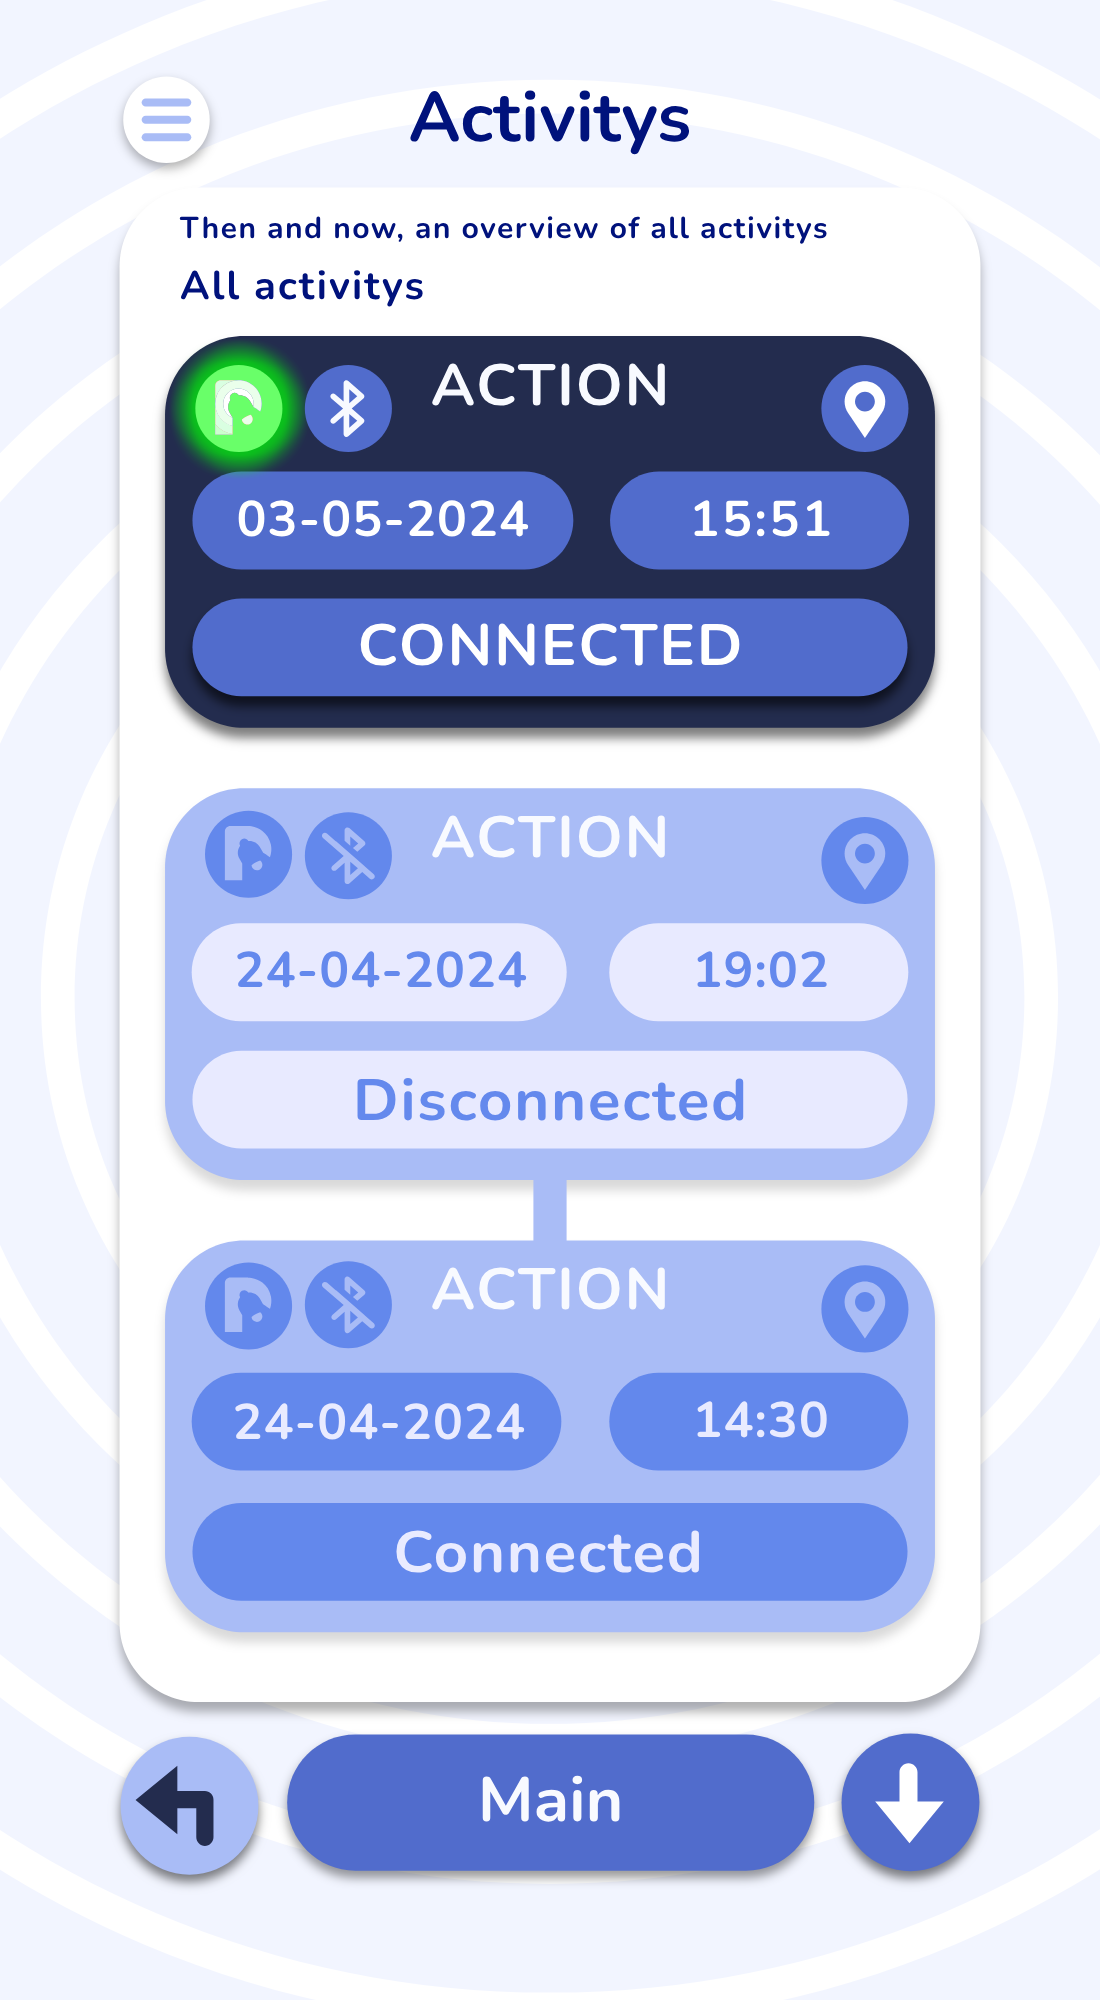 Activitys
Then and now, an overview of all activitys
All activitys
ACTION
03-05-2024 15:51
CONNECTED
ACTION
24-04-2024 19:02
Disconnected
ACTION
24-04-2024 14:30
Connected
Main